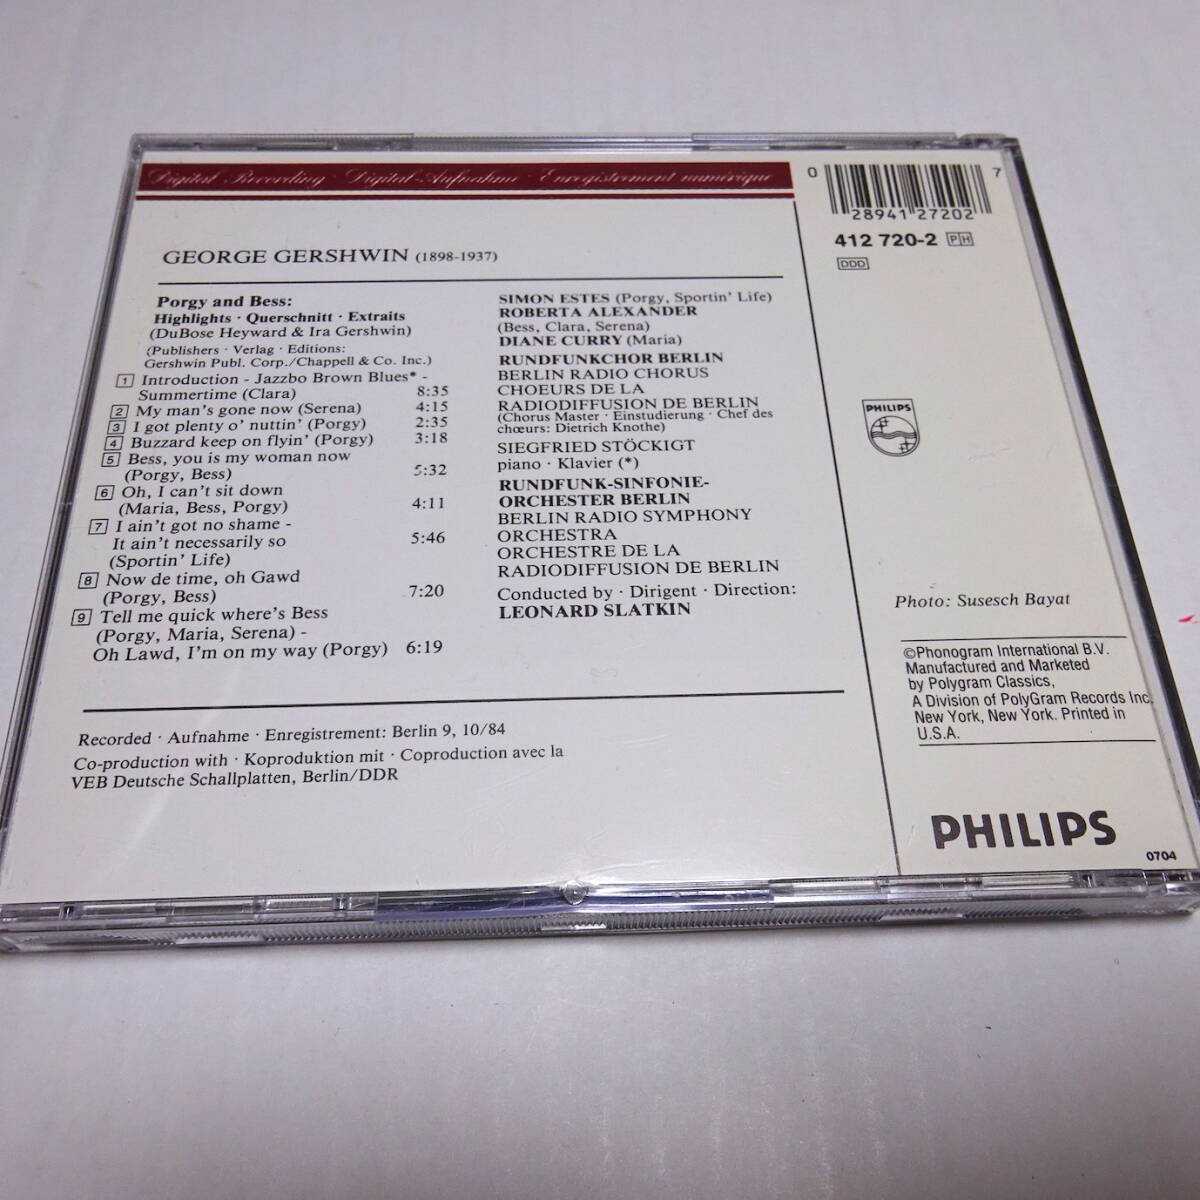 Digital Recording · Digital-Aufnahme · Enregistrement numérique
GEORGE GERSHWIN (1898-1937)
Porgy and Bess:
Highlights · Querschnitt · Extraits
(DuBose Heyward & Ira Gershwin)
(Publishers · Verlag · Editions:
Gershwin Publ. Corp./Chappell & Co. Inc.)
1 Introduction - Jazzbo Brown Blues* -
Summertime (Clara) 8:35
2 My man's gone now (Serena) 4:15
3 I got plenty o' nuttin' (Porgy) 2:35
4 Buzzard keep on flyin' (Porgy) 3:18
5 Bess, you is my woman now
(Porgy, Bess) 5:32
6 Oh, I can't sit down
(Maria, Bess, Porgy) 4:11
7 I ain't got no shame -
It ain't necessarily so 5:46
(Sportin' Life)
8 Now de time, oh Gawd
(Porgy, Bess) 7:20
9 Tell me quick where's Bess
(Porgy, Maria, Serena) -
Oh Lawd, I'm on my way (Porgy) 6:19
SIMON ESTES (Porgy, Sportin' Life)
ROBERTA ALEXANDER
(Bess, Clara, Serena)
DIANE CURRY (Maria)
RUNDFUNKCHOR BERLIN
BERLIN RADIO CHORUS
CHOEURS DE LA
RADIODIFFUSION DE BERLIN
(Chorus Master · Einstudierung · Chef des
chœurs: Dietrich Knothe)
SIEGFRIED STÖCKIGT
piano · Klavier (*)
RUNDFUNK-SINFONIE-
ORCHESTER BERLIN
BERLIN RADIO SYMPHONY
ORCHESTRA
ORCHESTRE DE LA
RADIODIFFUSION DE BERLIN
Conducted by · Dirigent · Direction:
LEONARD SLATKIN
Recorded · Aufnahme · Enregistrement: Berlin 9, 10/84
Co-production with · Koproduktion mit · Coproduction avec la
VEB Deutsche Schallplatten, Berlin/DDR
0 28941 27202 7
412 720-2 PH
DDD
PHILIPS
Photo: Susesch Bayat
©Phonogram International B.V.
Manufactured and Marketed
by Polygram Classics,
A Division of PolyGram Records Inc.
New York, New York. Printed in
U.S.A.
PHILIPS
0704